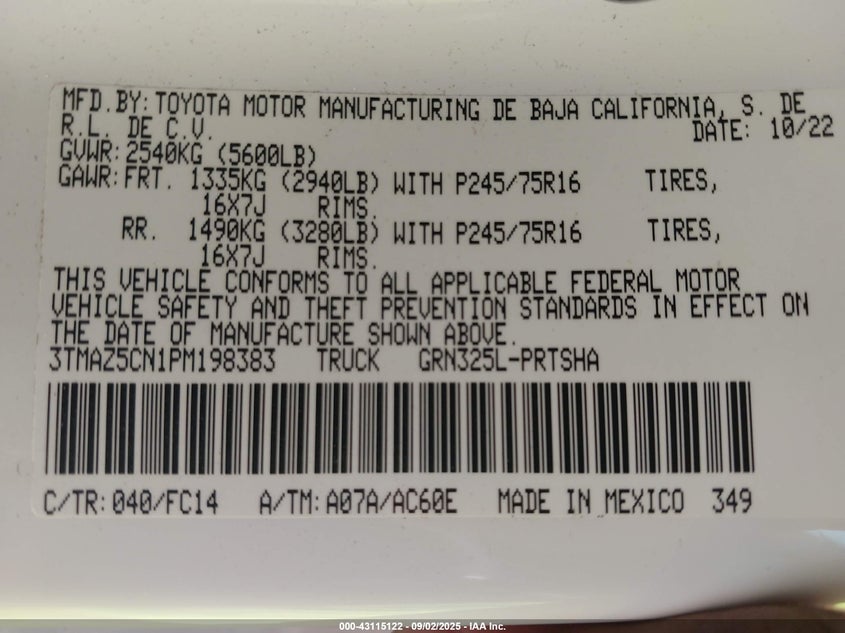 MFD.BY: TOYOTA MOTOR MANUFACTURING DE BAJA CALIFORNIA, S. DE
R.L. DE C.V. DATE: 10/22
GVWR: 2540KG (5600LB)
GAWR: FRT. 1335KG (2940LB) WITH P245/75R16 TIRES,
16X7J RIMS.
RR. 1490KG (3280LB) WITH P245/75R16 TIRES,
16X7J RIMS.
THIS VEHICLE CONFORMS TO ALL APPLICABLE FEDERAL MOTOR
VEHICLE SAFETY AND THEFT PREVENTION STANDARDS IN EFFECT ON
THE DATE OF MANUFACTURE SHOWN ABOVE.
3TMAZ5CN1PM198383 TRUCK GRN325L-PRTSHA
C/TR: 040/FC14 A/TM: A07A/AC60E MADE IN MEXICO 349
000-43115122 - 09/02/2025 - IAA Inc.